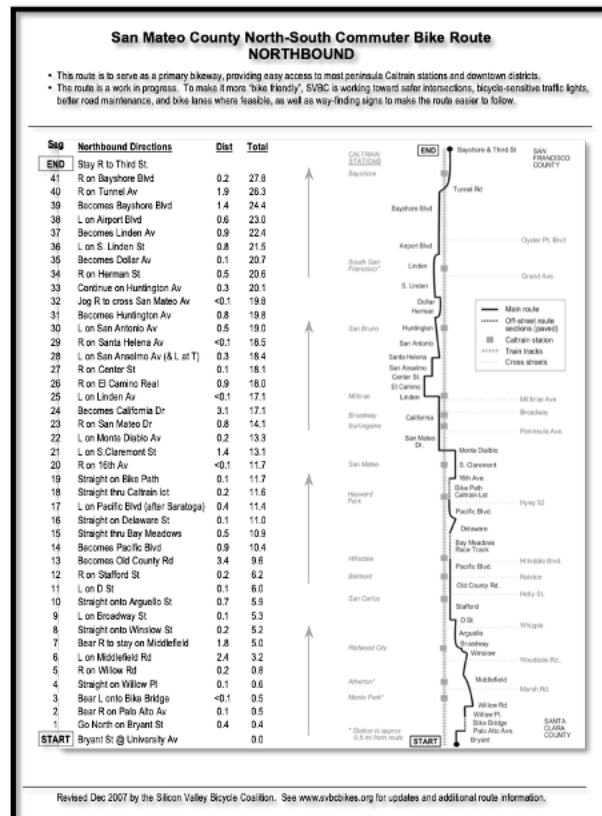 San Mateo County North-South Commuter Bike Route
NORTHBOUND
• This route is to serve as a primary bikeway, providing easy access to most peninsula Caltrain stations and downtown districts.
• The route is a work in progress. To make it more "bike friendly", SVBC is working toward safer intersections, bicycle-sensitive traffic lights,
better road maintenance, and bike lanes where feasible, as well as way-finding signs to make the route easier to follow.
Seg Northbound Directions Dist Total
END Stay R to Third St.
41 R on Bayshore Blvd 0.2 27.8
40 R on Tunnel Av 1.9 26.3
39 Becomes Bayshore Blvd 1.4 24.4
38 L on Airport Blvd 0.6 23.0
37 Becomes Linden Av 0.9 22.4
36 L on S. Linden St 0.8 21.5
35 Becomes Dollar Av 0.1 20.7
34 R on Herman St 0.5 20.6
33 Continue on Huntington Av 0.3 20.1
32 Jog R to cross San Mateo Av <0.1 19.8
31 Becomes Huntington Av 0.8 19.8
30 L on San Antonio Av 0.5 19.0
29 R on Santa Helena Av <0.1 18.5
28 L on San Anselmo Av (& L at T) 0.3 18.4
27 R on Center St 0.1 18.1
26 R on El Camino Real 0.9 18.0
25 L on Linden Av <0.1 17.1
24 Becomes California Dr 3.1 17.1
23 R on San Mateo Dr 0.8 14.1
22 L on Monte Diablo Av 0.2 13.3
21 L on S.Claremont St 1.4 13.1
20 R on 16th Av <0.1 11.7
19 Straight on Bike Path 0.1 11.7
18 Straight thru Caltrain lot 0.2 11.6
17 L on Pacific Blvd (after Saratoga) 0.4 11.4
16 Straight on Delaware St 0.1 11.0
15 Straight thru Bay Meadows 0.5 10.9
14 Becomes Pacific Blvd 0.9 10.4
13 Becomes Old County Rd 3.4 9.6
12 R on Stafford St 0.2 6.2
11 L on D St 0.1 6.0
10 Straight onto Arguello St 0.7 5.9
9 L on Broadway St 0.1 5.3
8 Straight onto Winslow St 0.2 5.2
7 Bear R to stay on Middlefield 1.8 5.0
6 L on Middlefield Rd 2.4 3.2
5 R on Willow Rd 0.2 0.8
4 Straight on Willow Pl 0.1 0.6
3 Bear L onto Bike Bridge <0.1 0.5
2 Bear R on Palo Alto Av 0.1 0.5
1 Go North on Bryant St 0.4 0.4
START Bryant St @ University Av 0.0
CALTRAIN
STATIONS
Bayshore
South San
Francisco*
San Bruno
Millbrae
Broadway
Burlingame
San Mateo
Hayward
Park
Hillsdale
Belmont
San Carlos
Redwood City
Atherton*
Menlo Park*
* Station is approx
0.5 mi from route
END
Bayshore & Third St
Tunnel Rd
Bayshore Blvd
Airport Blvd
Linden
S. Linden
Dollar
Herman
Huntington
San Antonio
Santa Helena
San Anselmo
Center St.
El Camino
Linden
California
San Mateo
Dr.
Monte Diablo
S. Claremont
16th Ave.
Bike Path
Caltrain Lot
Pacific Blvd.
Delaware
Bay Meadows
Race Track
Pacific Blvd.
Old County Rd.
Stafford
D St.
Arguello
Broadway
Winslow
Middlefield
Willow Rd.
Willow Pl.
Bike Bridge
Palo Alto Ave.
Bryant
START
SAN
FRANCISCO
COUNTY
Oyster Pt. Blvd
Grand Ave
Main route
Off-street route
sections (paved)
Caltrain station
Train tracks
Cross streets
Millbrae Ave
Broadway
Peninsula Ave.
Hillsdale Blvd.
Ralston
Holly St.
Whipple
Woodside Rd.
Marsh Rd.
SANTA
CLARA
COUNTY
Revised Dec 2007 by the Silicon Valley Bicycle Coalition. See www.svbcbikes.org for updates and additional route information.